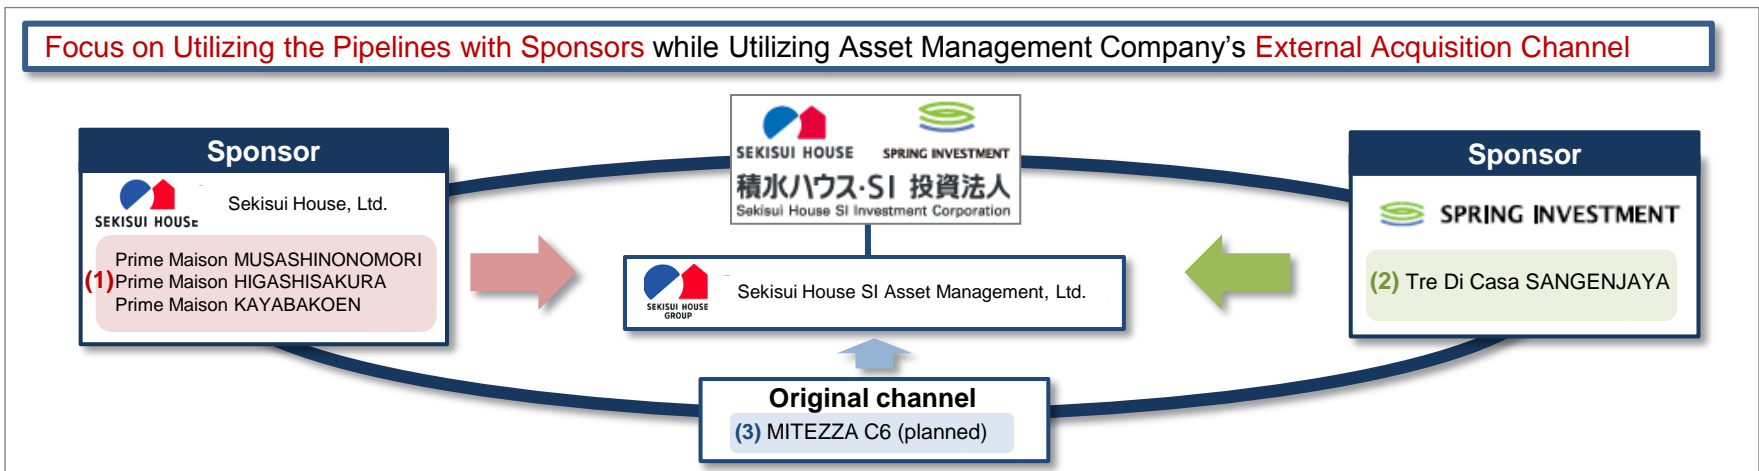 Focus on Utilizing the Pipelines with Sponsors while Utilizing Asset Management Company's External Acquisition Channel
Sponsor
SEKISUI HOUSE
Sekisui House, Ltd.
(1)
Prime Maison MUSASHINONOMORI
Prime Maison HIGASHISAKURA
Prime Maison KAYABAKOEN
SEKISUI HOUSE
SPRING INVESTMENT
積水ハウス・SI 投資法人
Sekisui House SI Investment Corporation
SEKISUI HOUSE
GROUP
Sekisui House SI Asset Management, Ltd.
Original channel
(3) MITEZZA C6 (planned)
Sponsor
SPRING INVESTMENT
(2) Tre Di Casa SANGENJAYA